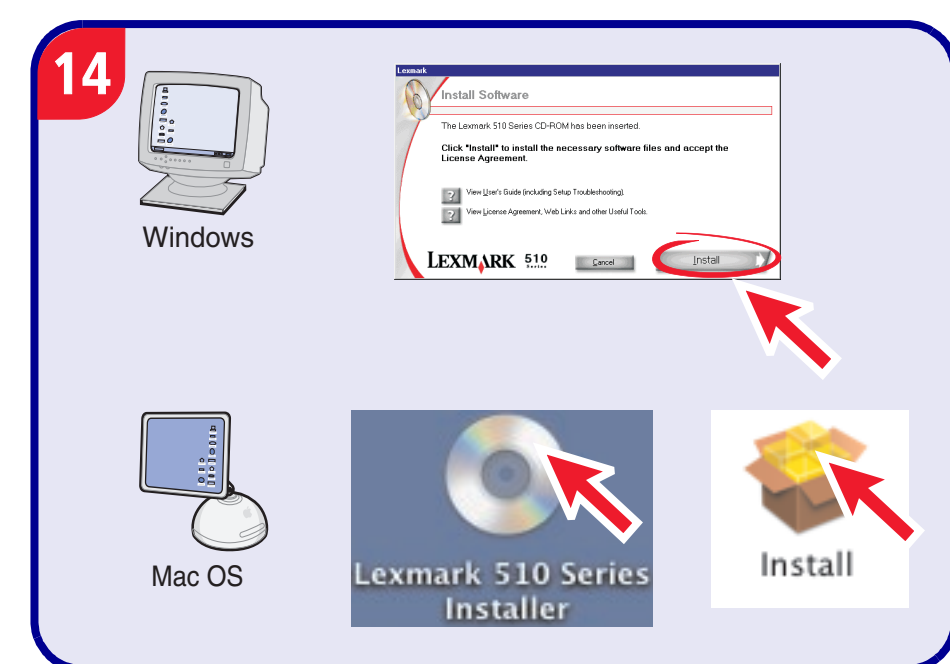 14
Windows
Lexmark
Install Software
The Lexmark 510 Series CD-ROM has been inserted.
Click "Install" to install the necessary software files and accept the
License Agreement.
? View User's Guide (including Setup Troubleshooting).
? View License Agreement, Web Links and other Useful Tools.
LEXMARK 510
Series
Cancel
Install
Mac OS
Lexmark 510 Series
Installer
Install